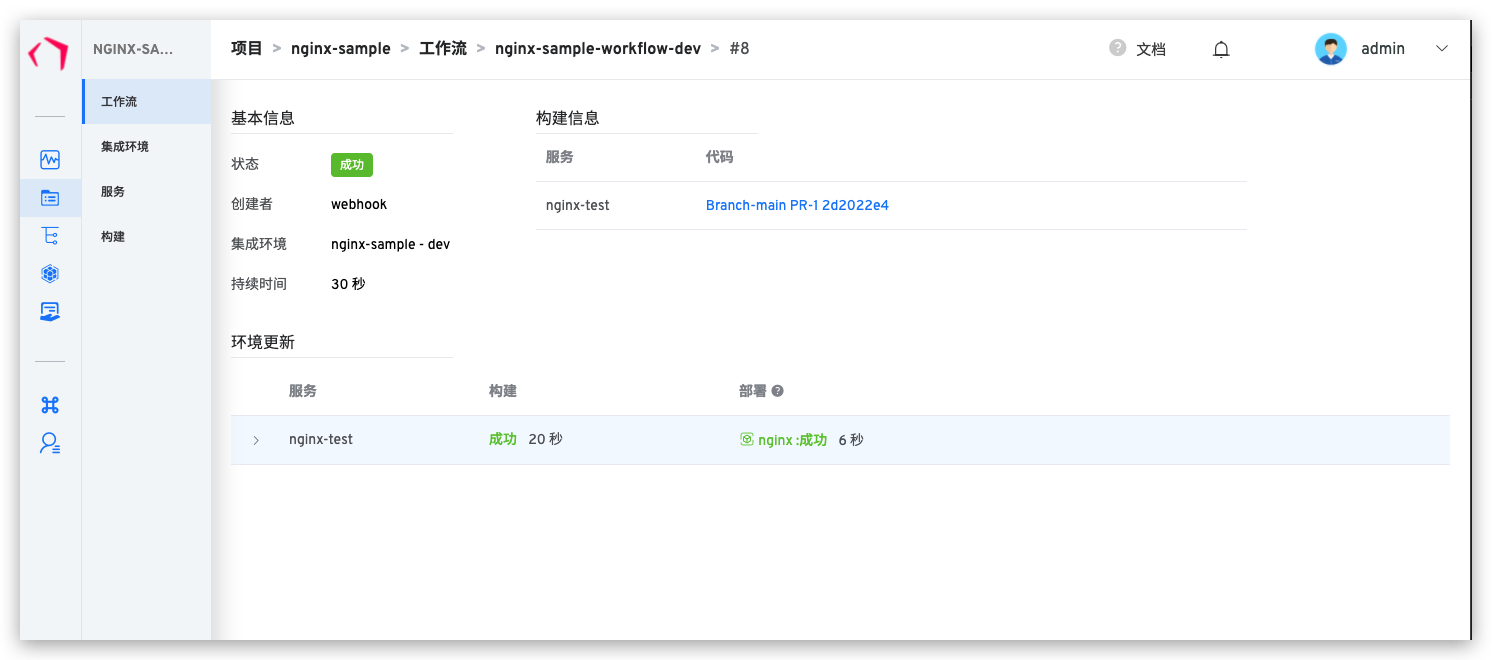 NGINX-SA...
项目 > nginx-sample > 工作流 > nginx-sample-workflow-dev > #8
? 文档
admin
工作流
集成环境
服务
构建
基本信息
状态 成功
创建者 webhook
集成环境 nginx-sample - dev
持续时间 30 秒
构建信息
服务 代码
nginx-test Branch-main PR-1 2d2022e4
环境更新
服务 构建 部署 ?
> nginx-test 成功 20 秒 nginx :成功 6 秒